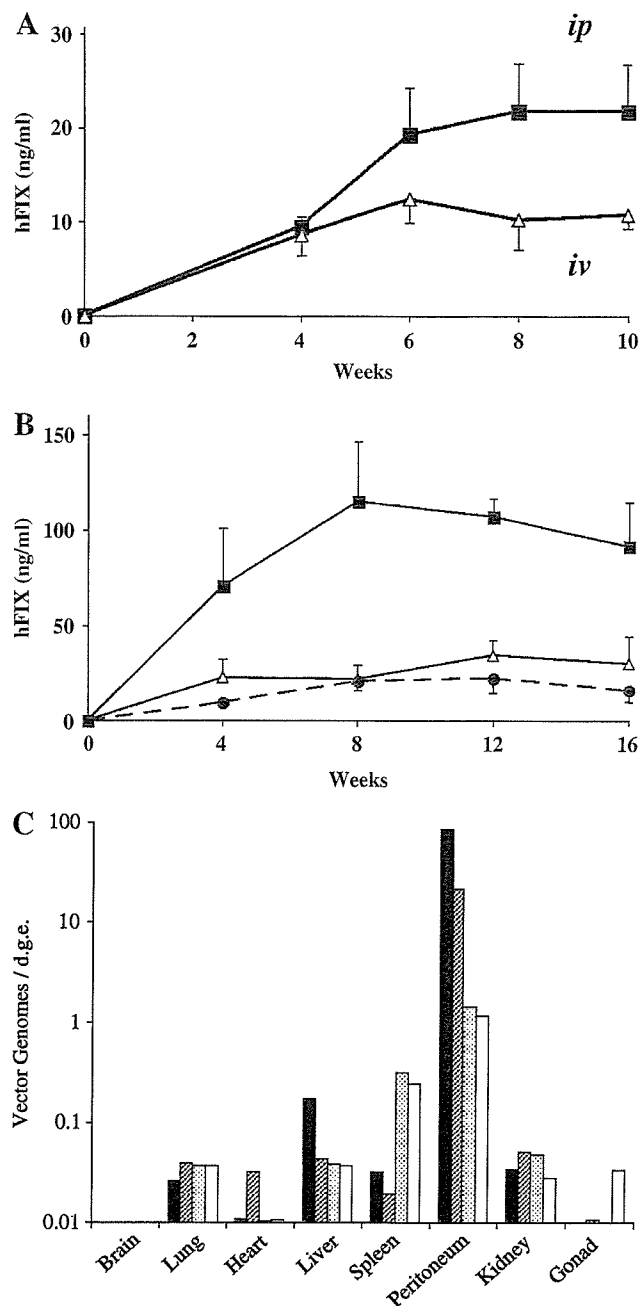 A
ip
30
20
10
0
hFIX (ng/ml)
iv
0 2 4 6 8 10
Weeks
B
150
100
50
0
hFIX (ng/ml)
0 4 8 12 16
Weeks
C
100
10
1
0.1
0.01
Vector Genomes / d.g.e.
Brain Lung Heart Liver Spleen Peritoneum Kidney Gonad